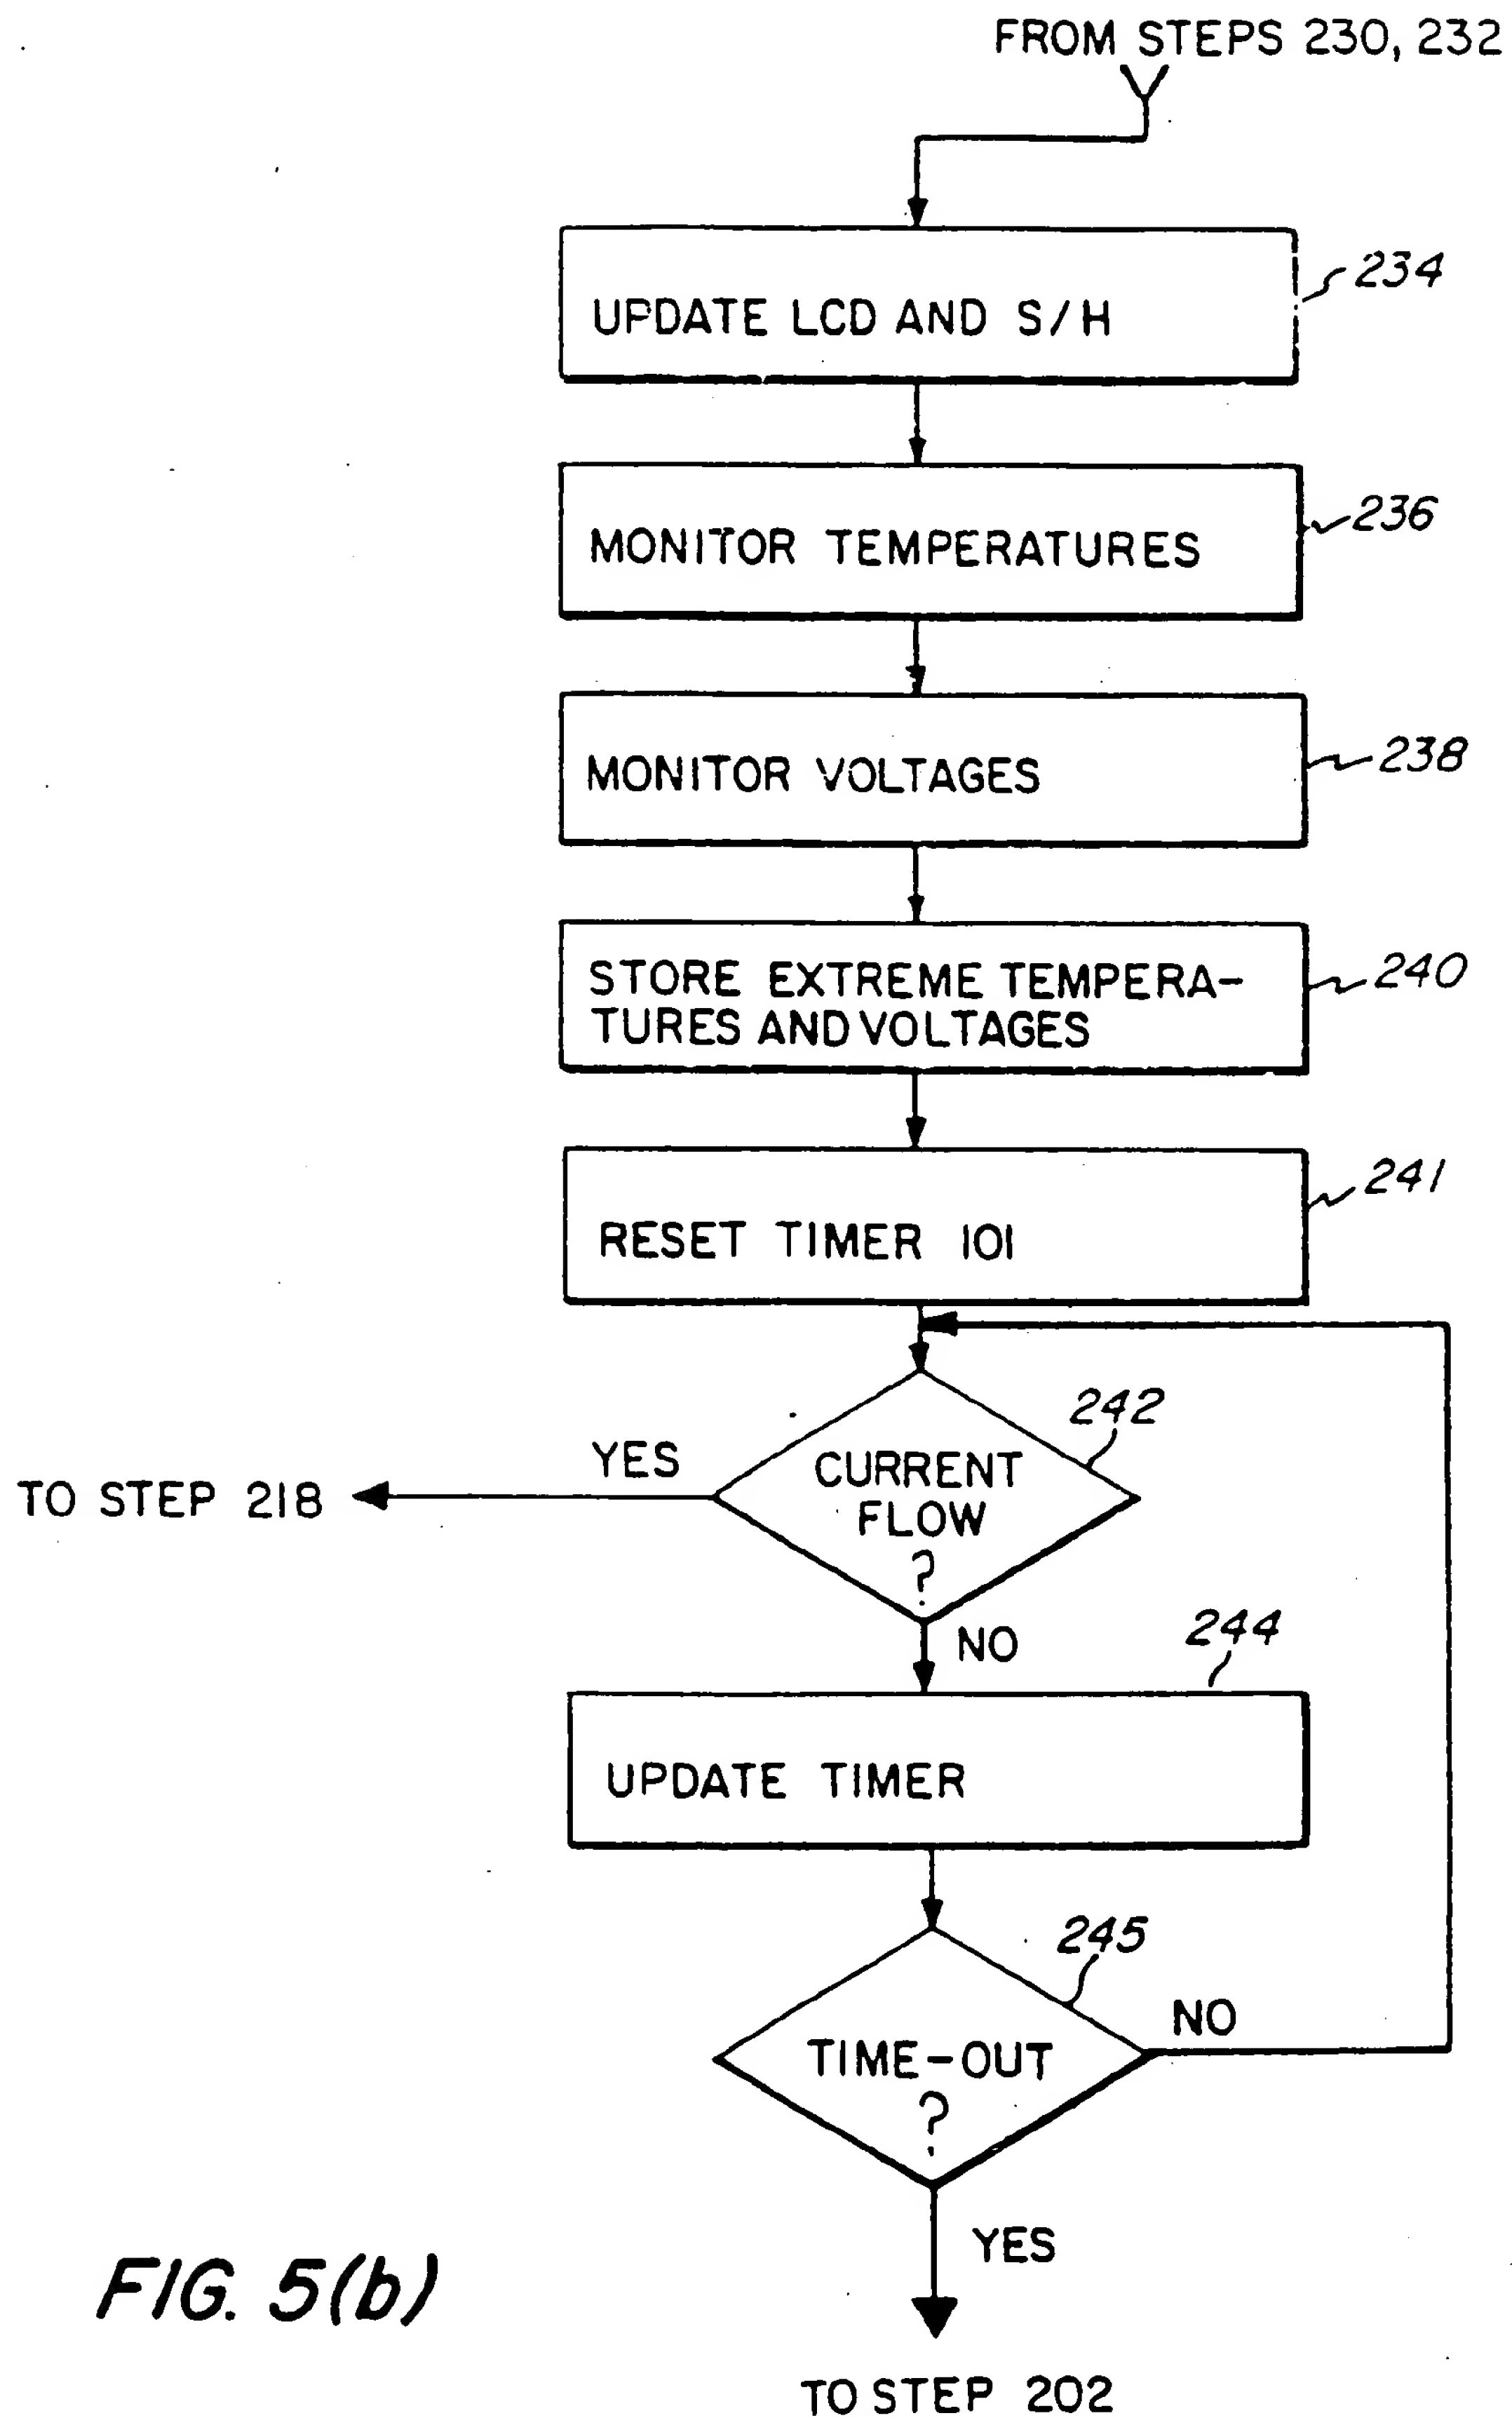 FROM STEPS 230, 232
UPDATE LCD AND S/H
234
MONITOR TEMPERATURES
236
MONITOR VOLTAGES
238
STORE EXTREME TEMPERA-
TURES AND VOLTAGES
240
RESET TIMER 101
241
242
CURRENT
FLOW
?
YES
TO STEP 218
NO
244
UPDATE TIMER
245
TIME-OUT
?
NO
YES
TO STEP 202
FIG. 5(b)